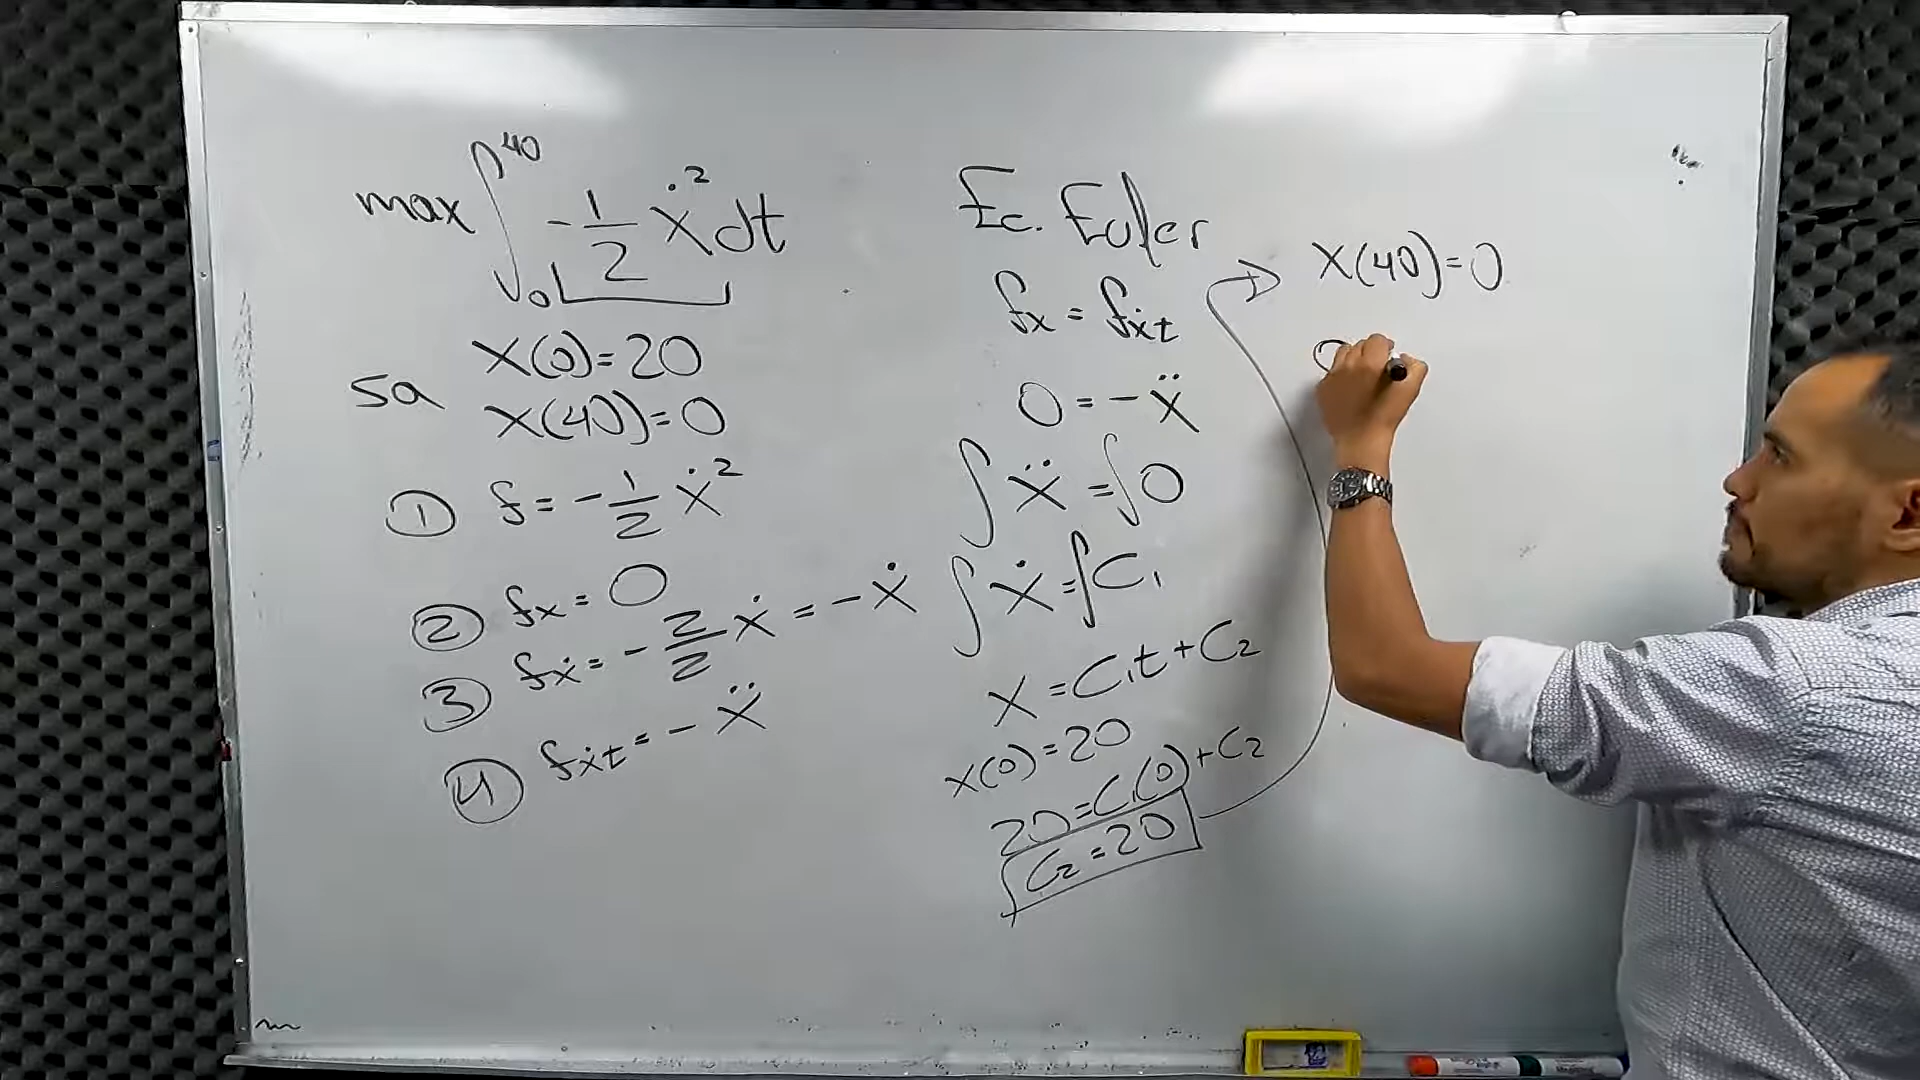 max ∫₀⁴⁰ -1/2 ẋ² dt
sa x(0)=20
x(40)=0
① f = -1/2 ẋ²
② fx = 0
③ fẋ = -2/2 ẋ = -ẋ
④ fẋt = -ẍ
Ec. Euler
fx = fẋt
0 = -ẍ
∫ẍ = ∫0
∫ẋ = ∫C₁
x = C₁t + C₂
x(0) = 20
20 = C₁(0) + C₂
C₂ = 20
x(40) = 0